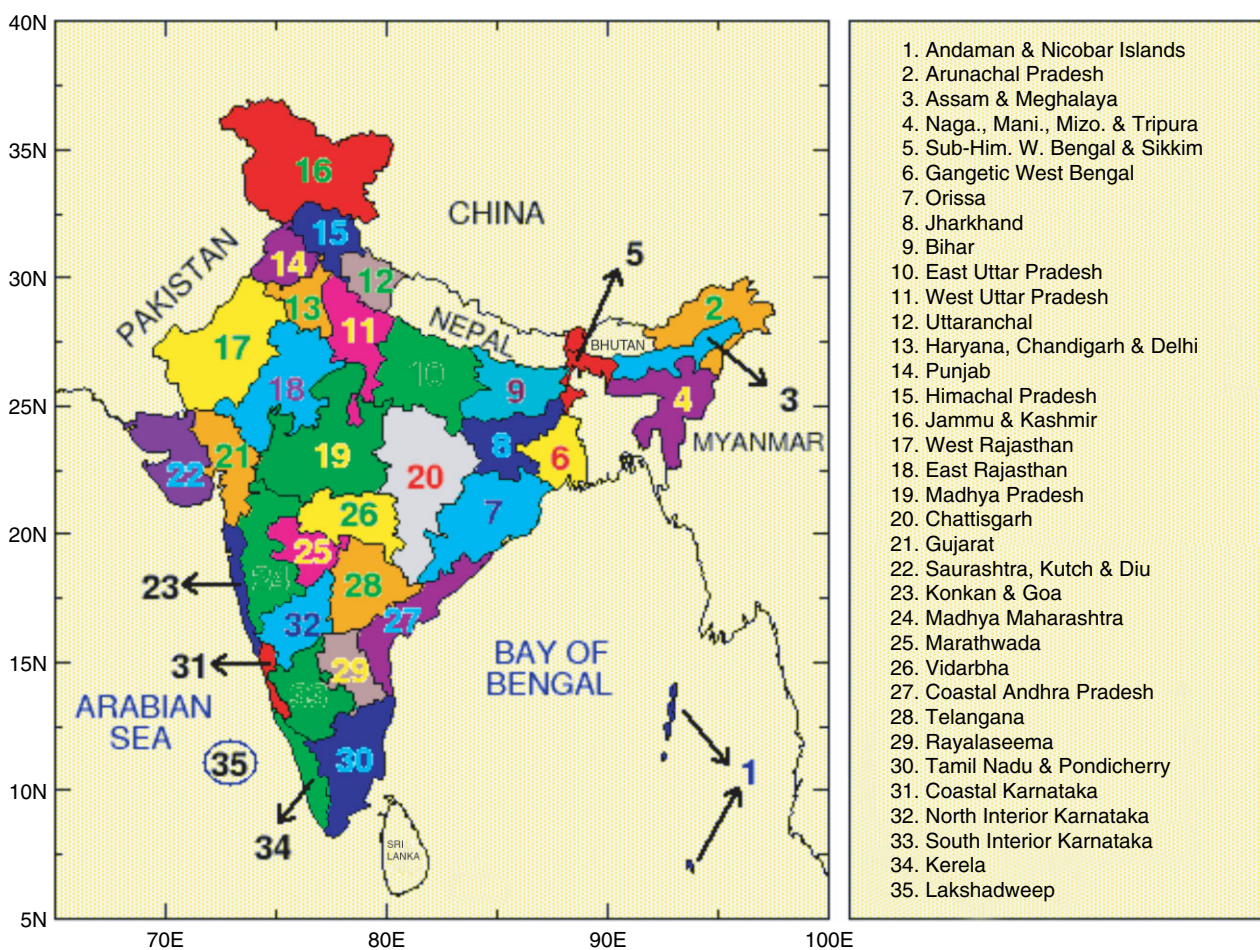 40N
35N
30N
25N
20N
15N
10N
5N
70E
80E
90E
100E
CHINA
PAKISTAN
NEPAL
BHUTAN
MYANMAR
BAY OF
BENGAL
ARABIAN
SEA
SRI
LANKA
16
15
14
12
13
11
17
18
10
9
5
2
3
4
8
6
7
22
21
19
20
26
25
24
23
28
27
32
31
29
33
30
34
35
1
1. Andaman & Nicobar Islands
2. Arunachal Pradesh
3. Assam & Meghalaya
4. Naga., Mani., Mizo. & Tripura
5. Sub-Him. W. Bengal & Sikkim
6. Gangetic West Bengal
7. Orissa
8. Jharkhand
9. Bihar
10. East Uttar Pradesh
11. West Uttar Pradesh
12. Uttaranchal
13. Haryana, Chandigarh & Delhi
14. Punjab
15. Himachal Pradesh
16. Jammu & Kashmir
17. West Rajasthan
18. East Rajasthan
19. Madhya Pradesh
20. Chattisgarh
21. Gujarat
22. Saurashtra, Kutch & Diu
23. Konkan & Goa
24. Madhya Maharashtra
25. Marathwada
26. Vidarbha
27. Coastal Andhra Pradesh
28. Telangana
29. Rayalaseema
30. Tamil Nadu & Pondicherry
31. Coastal Karnataka
32. North Interior Karnataka
33. South Interior Karnataka
34. Kerela
35. Lakshadweep